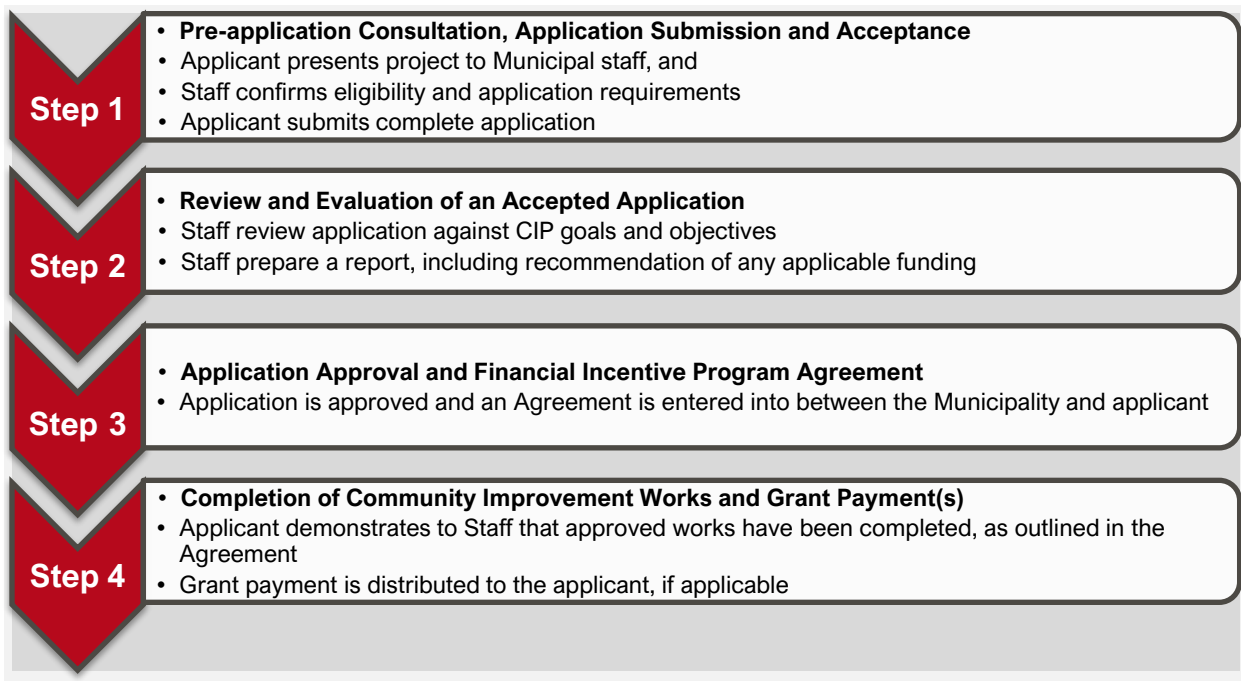 Step 1
• Pre-application Consultation, Application Submission and Acceptance
• Applicant presents project to Municipal staff, and
• Staff confirms eligibility and application requirements
• Applicant submits complete application
Step 2
• Review and Evaluation of an Accepted Application
• Staff review application against CIP goals and objectives
• Staff prepare a report, including recommendation of any applicable funding
Step 3
• Application Approval and Financial Incentive Program Agreement
• Application is approved and an Agreement is entered into between the Municipality and applicant
Step 4
• Completion of Community Improvement Works and Grant Payment(s)
• Applicant demonstrates to Staff that approved works have been completed, as outlined in the
Agreement
• Grant payment is distributed to the applicant, if applicable